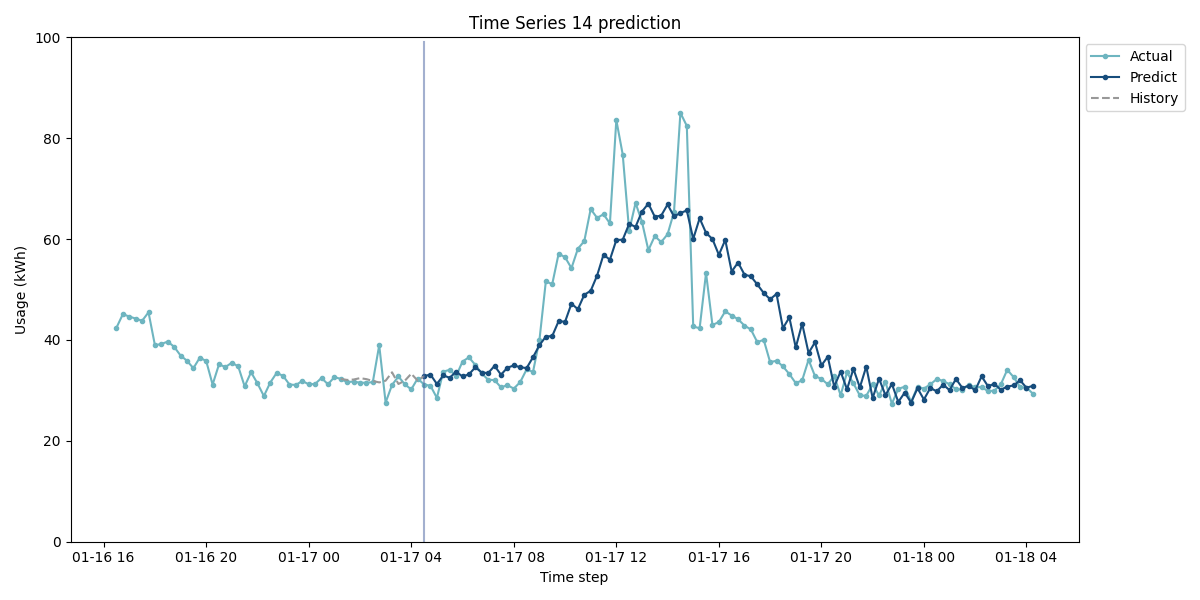 Time Series 14 prediction
Usage (kWh)
100
80
60
40
20
0
01-16 16 01-16 20 01-17 00 01-17 04 01-17 08 01-17 12 01-17 16 01-17 20 01-18 00 01-18 04
Time step
Actual
Predict
History